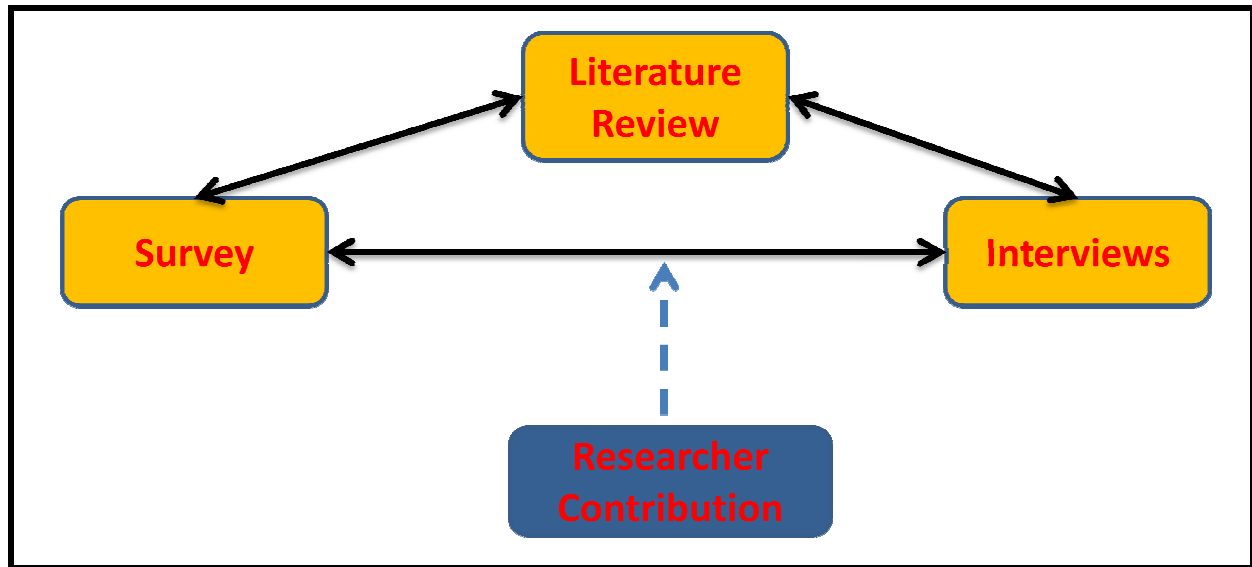 Literature
Review
Survey
Interviews
Researcher
Contribution